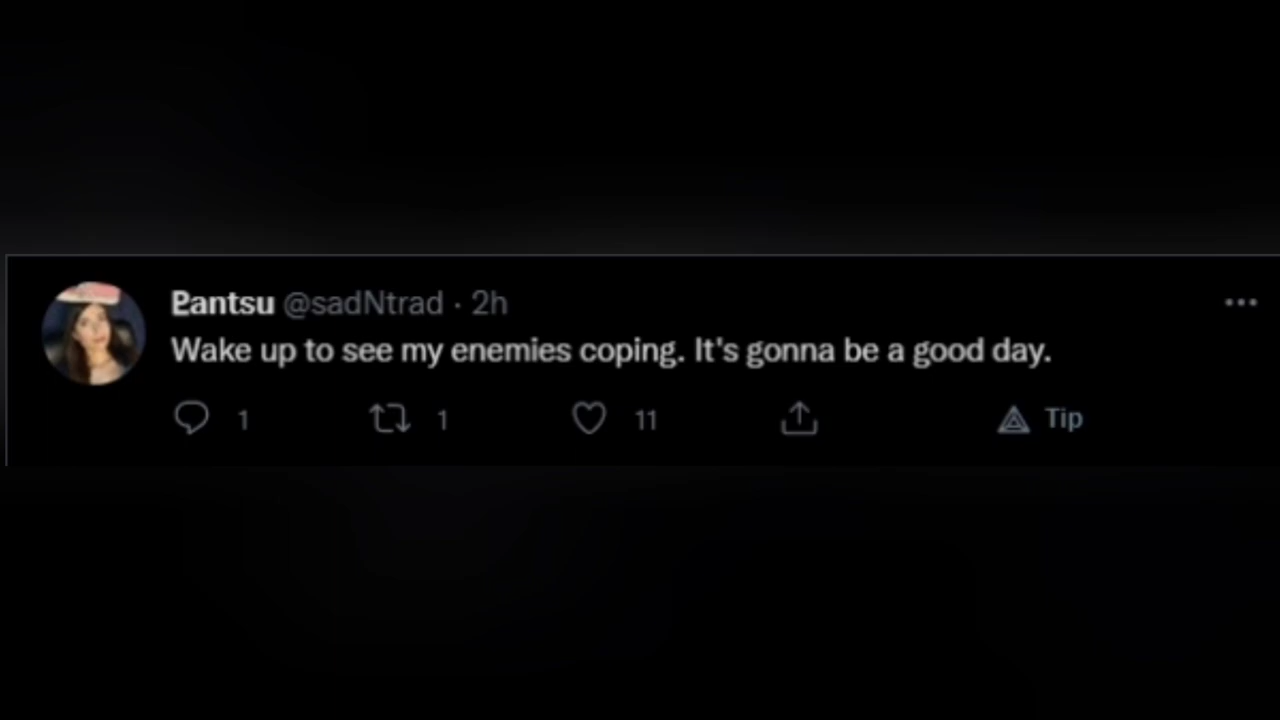 Pantsu @sadNtrad · 2h
Wake up to see my enemies coping. It's gonna be a good day.
1 1 11 Tip